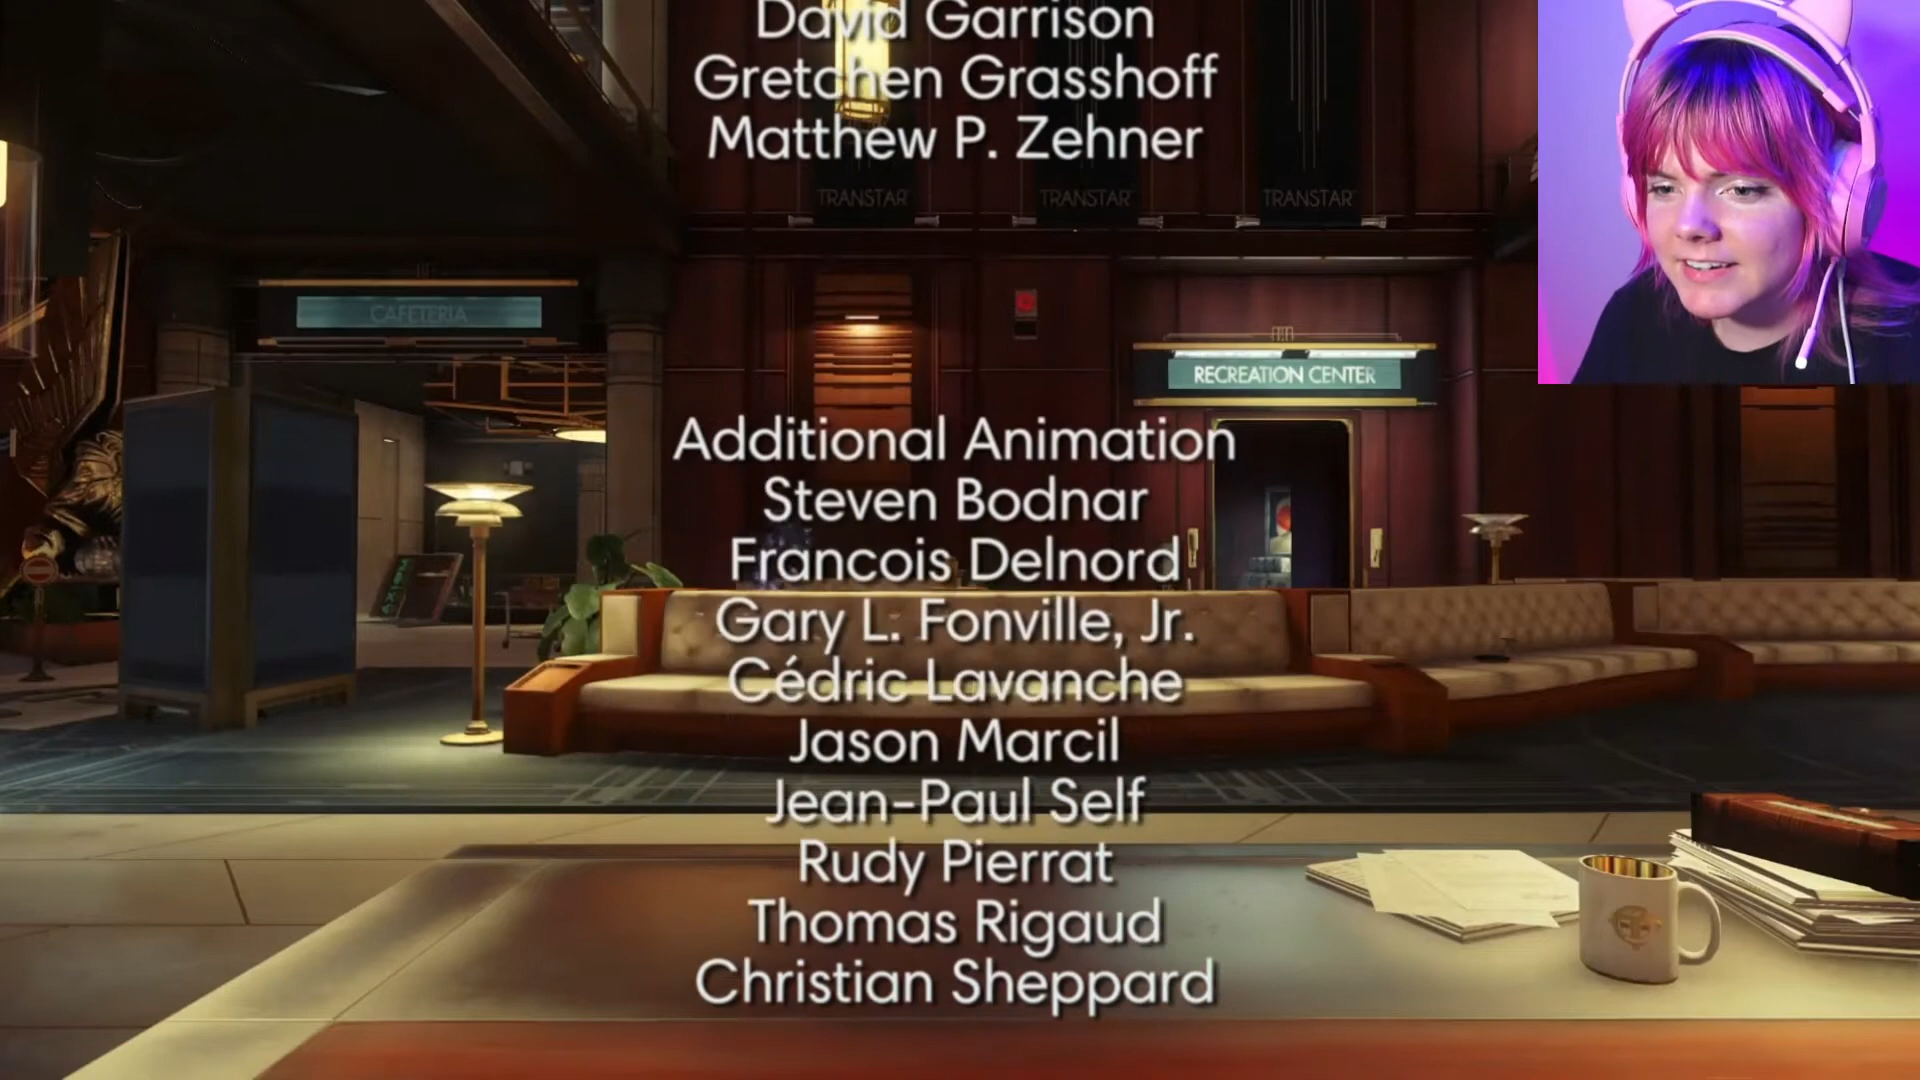 David Garrison
Gretchen Grasshoff
Matthew P. Zehner
TRANSTAR
TRANSTAR
TRANSTAR
CAFETERIA
RECREATION CENTER
Additional Animation
Steven Bodnar
Francois Delnord
Gary L. Fonville, Jr.
Cédric Lavanche
Jason Marcil
Jean-Paul Self
Rudy Pierrat
Thomas Rigaud
Christian Sheppard